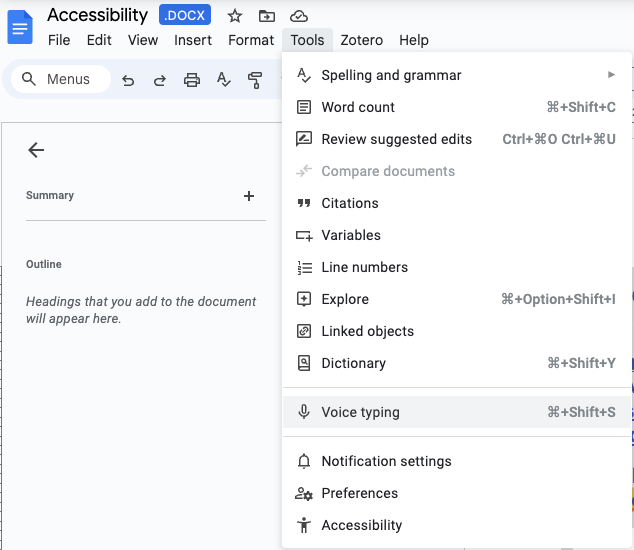 Accessibility .DOCX
File Edit View Insert Format Tools Zotero Help
Menus
Summary
Outline
Headings that you add to the document
will appear here.
Spelling and grammar
Word count ⌘+Shift+C
Review suggested edits Ctrl+⌘O Ctrl+⌘U
Compare documents
Citations
Variables
Line numbers
Explore ⌘+Option+Shift+I
Linked objects
Dictionary ⌘+Shift+Y
Voice typing ⌘+Shift+S
Notification settings
Preferences
Accessibility